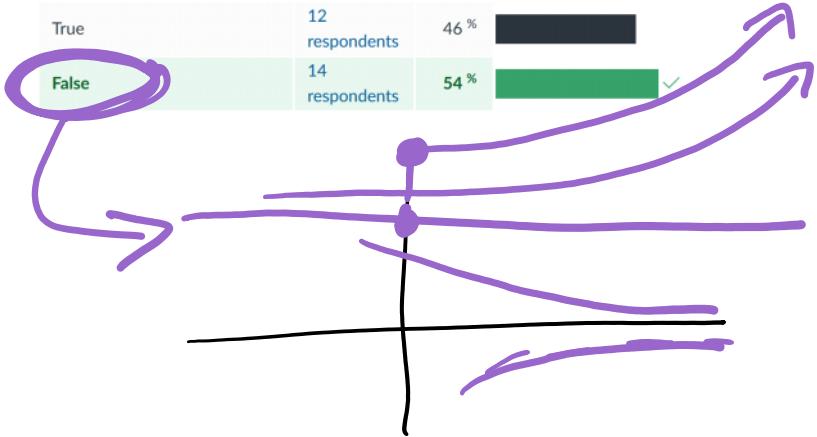 True
12
respondents
46 %
False
14
respondents
54 %